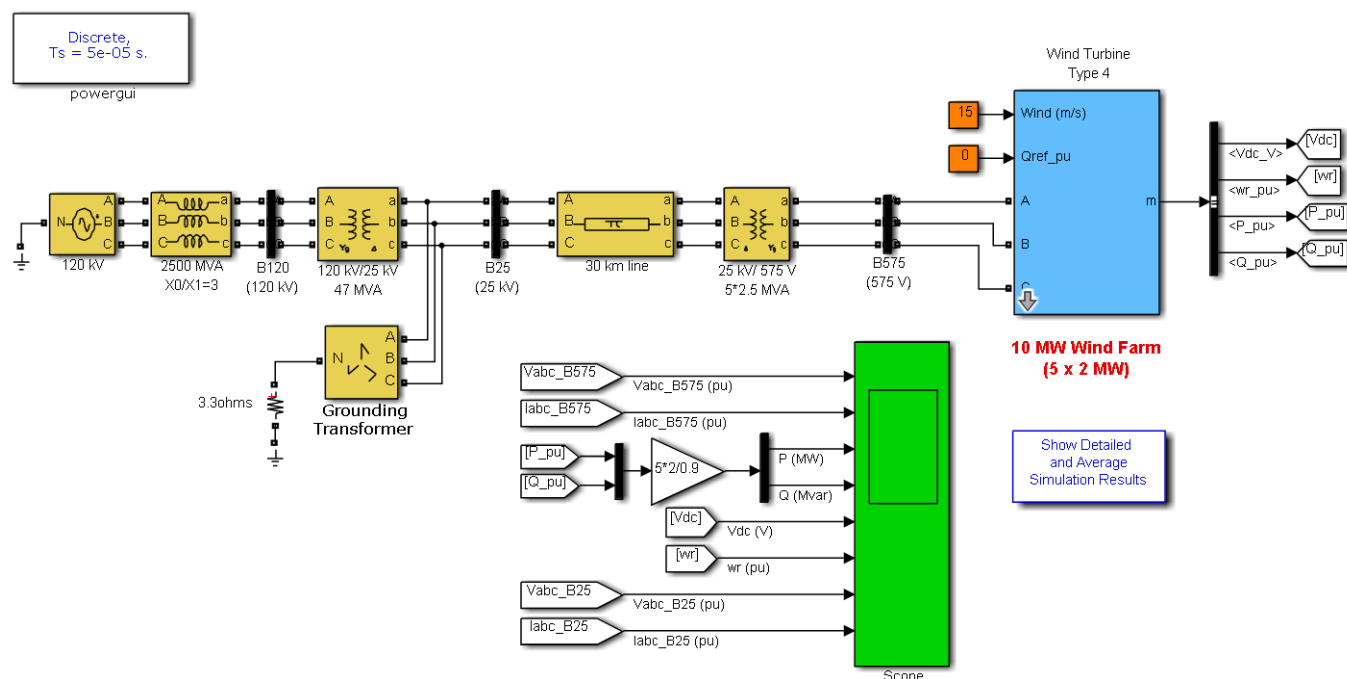 Discrete,
Ts = 5e-05 s.
powergui
Wind Turbine
Type 4
15
Wind (m/s)
0
Qref_pu
A
B
C
m
<Vdc_V>
[Vdc]
<wr_pu>
[wr]
<P_pu>
[P_pu]
<Q_pu>
[Q_pu]
N
A
B
C
120 kV
A a
B b
C c
2500 MVA
X0/X1=3
B120
(120 kV)
A a
B b
C c
Yg Δ
120 kV/25 kV
47 MVA
B25
(25 kV)
A a
B b
C c
30 km line
A a
B b
C c
Δ Yg
25 kV/ 575 V
5*2.5 MVA
B575
(575 V)
10 MW Wind Farm
(5 x 2 MW)
N
A
B
C
Grounding
Transformer
3.3ohms
Vabc_B575
Vabc_B575 (pu)
Iabc_B575
Iabc_B575 (pu)
[P_pu]
[Q_pu]
5*2/0.9
P (MW)
Q (Mvar)
[Vdc]
Vdc (V)
[wr]
wr (pu)
Vabc_B25
Vabc_B25 (pu)
Iabc_B25
Iabc_B25 (pu)
Scope
Show Detailed
and Average
Simulation Results